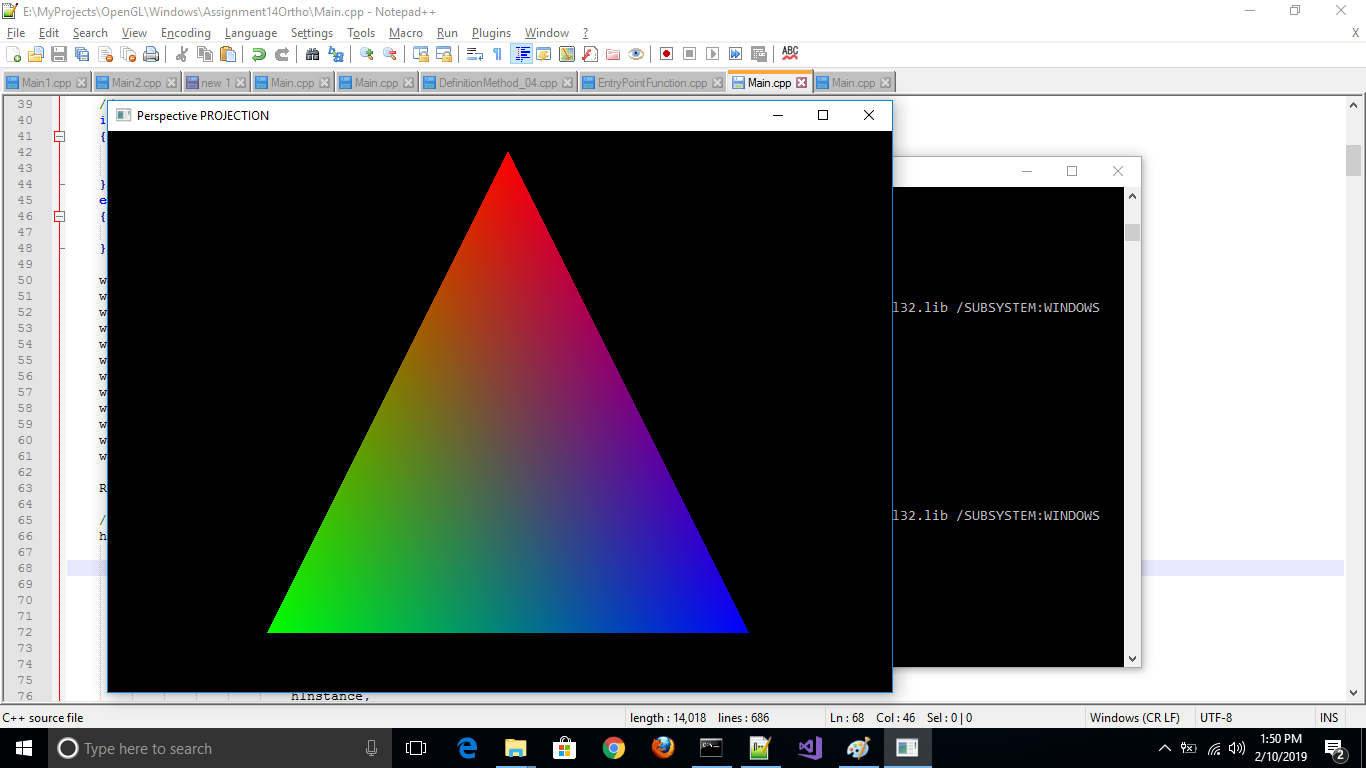 E:\MyProjects\OpenGL\Windows\Assignment14Ortho\Main.cpp - Notepad++
File Edit Search View Encoding Language Settings Tools Macro Run Plugins Window ? X
ABC
Main1.cpp Main2.cpp new 1 Main.cpp Main.cpp DefinitionMethod_04.cpp EntryPointFunction.cpp Main.cpp Main.cpp
Perspective PROJECTION
39 /
40 i
41 {
42
43
44 }
45 e
46 {
47
48 }
49
50 w
51 w
52 w
53 w
54 w
55 w
56 w
57 w
58 w
59 w
60 w
61 w
62
63 R
64
65 /
66 h
67
68
69
70
71
72
73
74
75
76 hInstance,
l32.lib /SUBSYSTEM:WINDOWS
l32.lib /SUBSYSTEM:WINDOWS
C++ source file length : 14,018 lines : 686 Ln : 68 Col : 46 Sel : 0 | 0 Windows (CR LF) UTF-8 INS
Type here to search
1:50 PM
2/10/2019
2